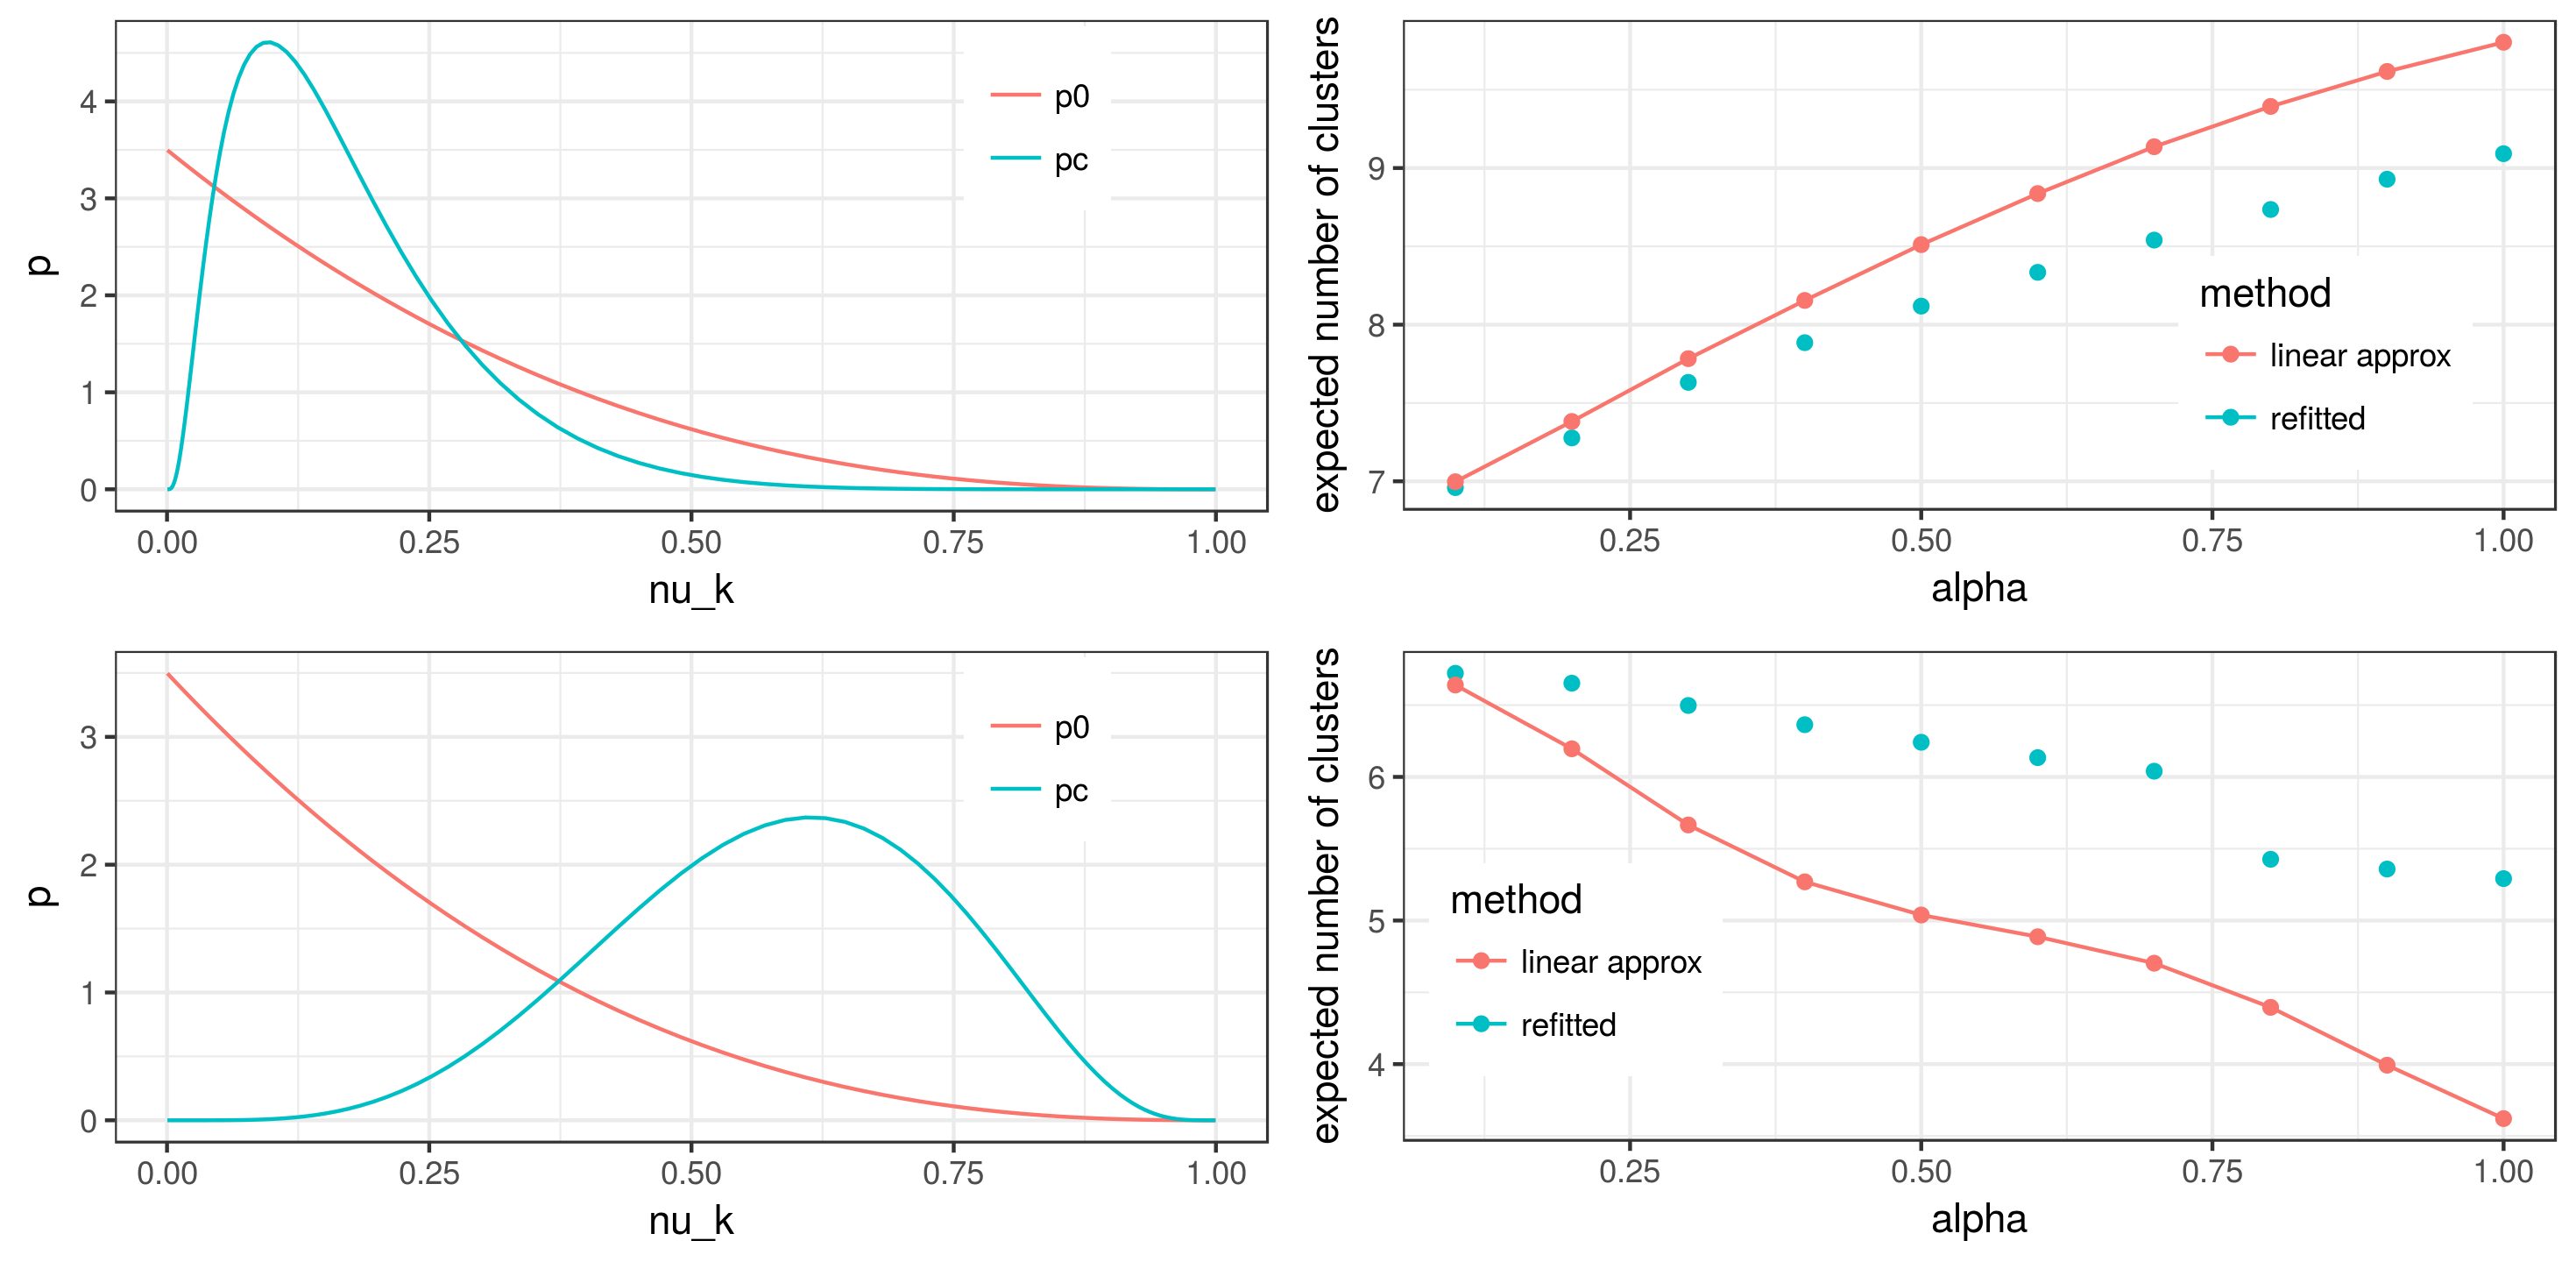 p
4
3
2
1
0
0.00 0.25 0.50 0.75 1.00
nu_k
p0
pc
expected number of clusters
9
8
7
0.25 0.50 0.75 1.00
alpha
method
linear approx
refitted
p
3
2
1
0
0.00 0.25 0.50 0.75 1.00
nu_k
p0
pc
expected number of clusters
6
5
4
0.25 0.50 0.75 1.00
alpha
method
linear approx
refitted